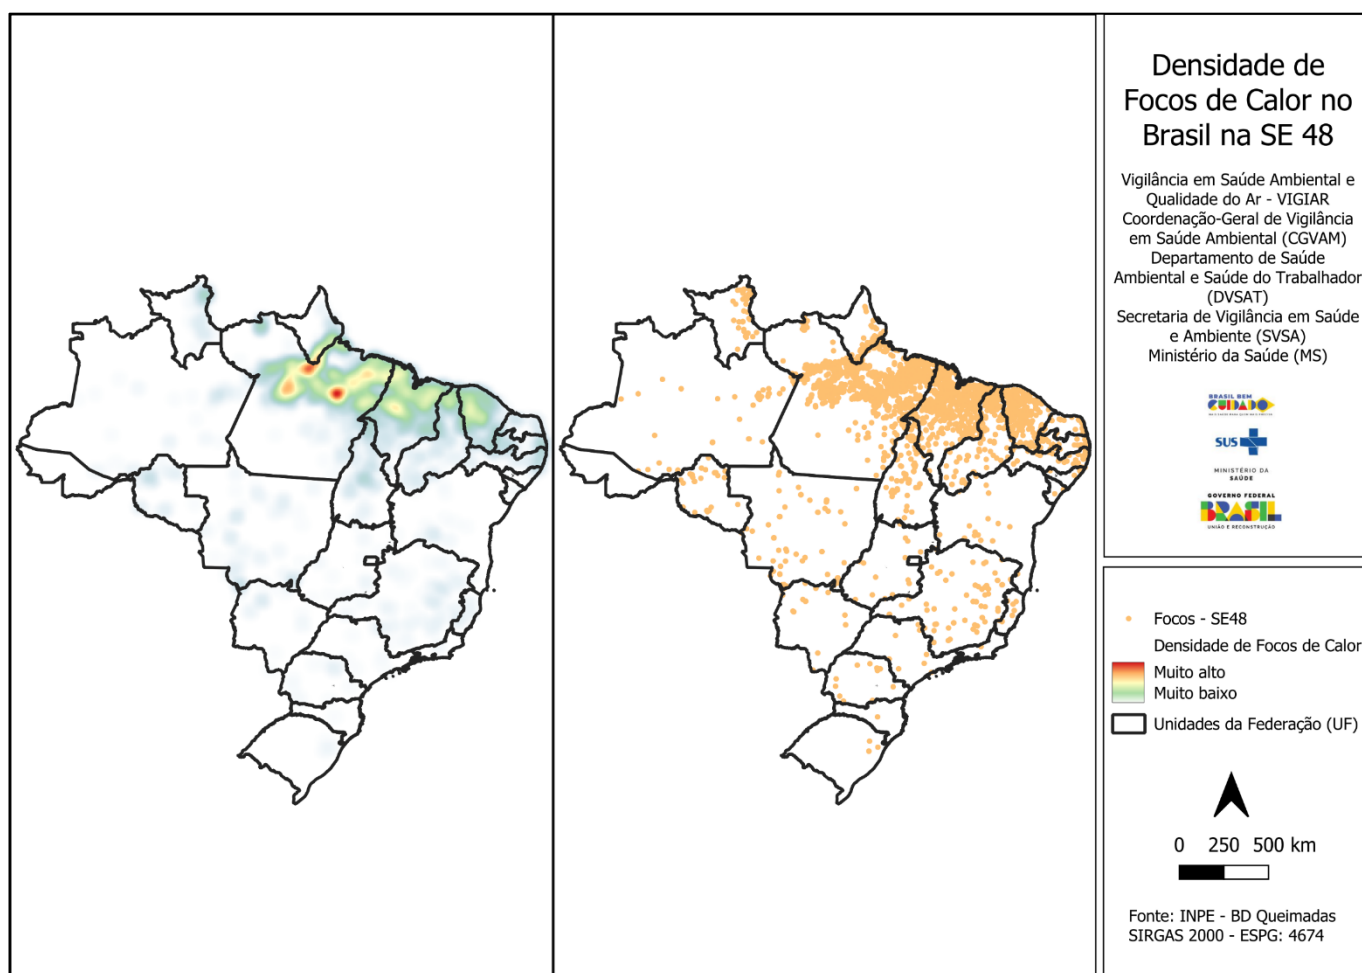 Densidade de
Focos de Calor no
Brasil na SE 48
Vigilância em Saúde Ambiental e
Qualidade do Ar - VIGIAR
Coordenação-Geral de Vigilância
em Saúde Ambiental (CGVAM)
Departamento de Saúde
Ambiental e Saúde do Trabalhador
(DVSAT)
Secretaria de Vigilância em Saúde
e Ambiente (SVSA)
Ministério da Saúde (MS)
BRASIL BEM
CUIDADO
SUS
MINISTÉRIO DA
SAÚDE
GOVERNO FEDERAL
BRASIL
UNIÃO E RECONSTRUÇÃO
Focos - SE48
Densidade de Focos de Calor
Muito alto
Muito baixo
Unidades da Federação (UF)
0 250 500 km
Fonte: INPE - BD Queimadas
SIRGAS 2000 - ESPG: 4674